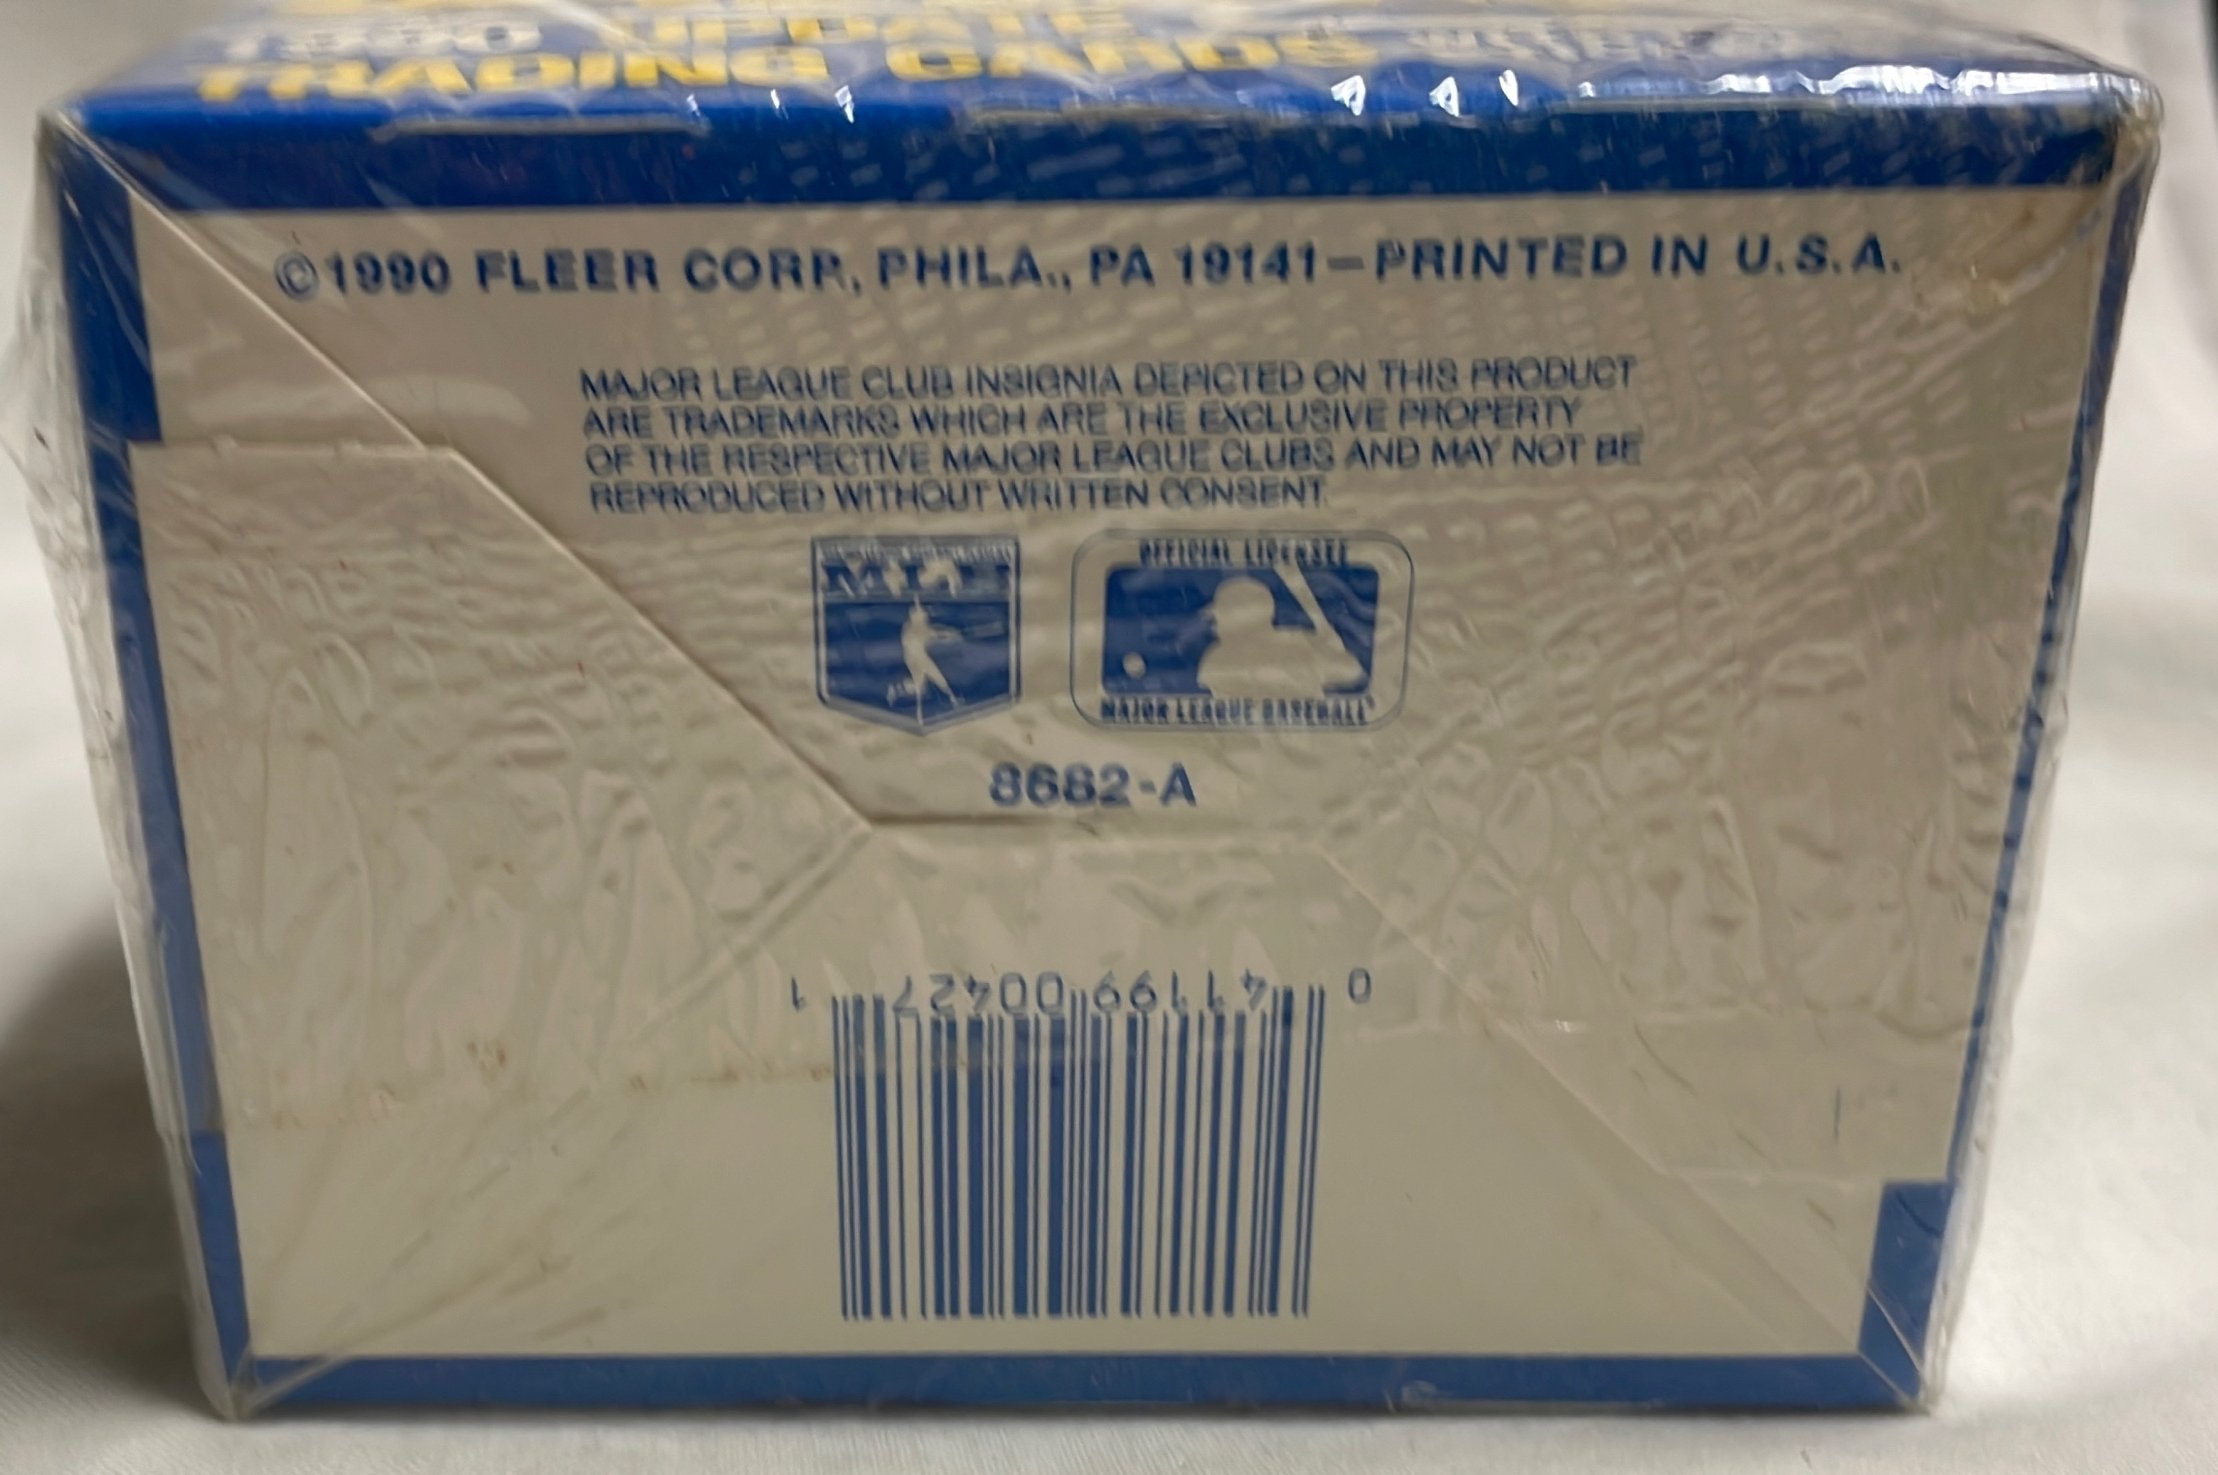 1990 UPDATE
TRADING CARDS
©1990 FLEER CORP., PHILA., PA 19141—PRINTED IN U.S.A.
MAJOR LEAGUE CLUB INSIGNIA DEPICTED ON THIS PRODUCT
ARE TRADEMARKS WHICH ARE THE EXCLUSIVE PROPERTY
OF THE RESPECTIVE MAJOR LEAGUE CLUBS AND MAY NOT BE
REPRODUCED WITHOUT WRITTEN CONSENT.
OFFICIAL LICENSEE
MAJOR LEAGUE BASEBALL®
8682-A
0 41199 00427 1